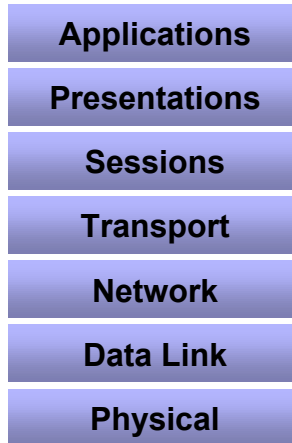 Applications
Presentations
Sessions
Transport
Network
Data Link
Physical